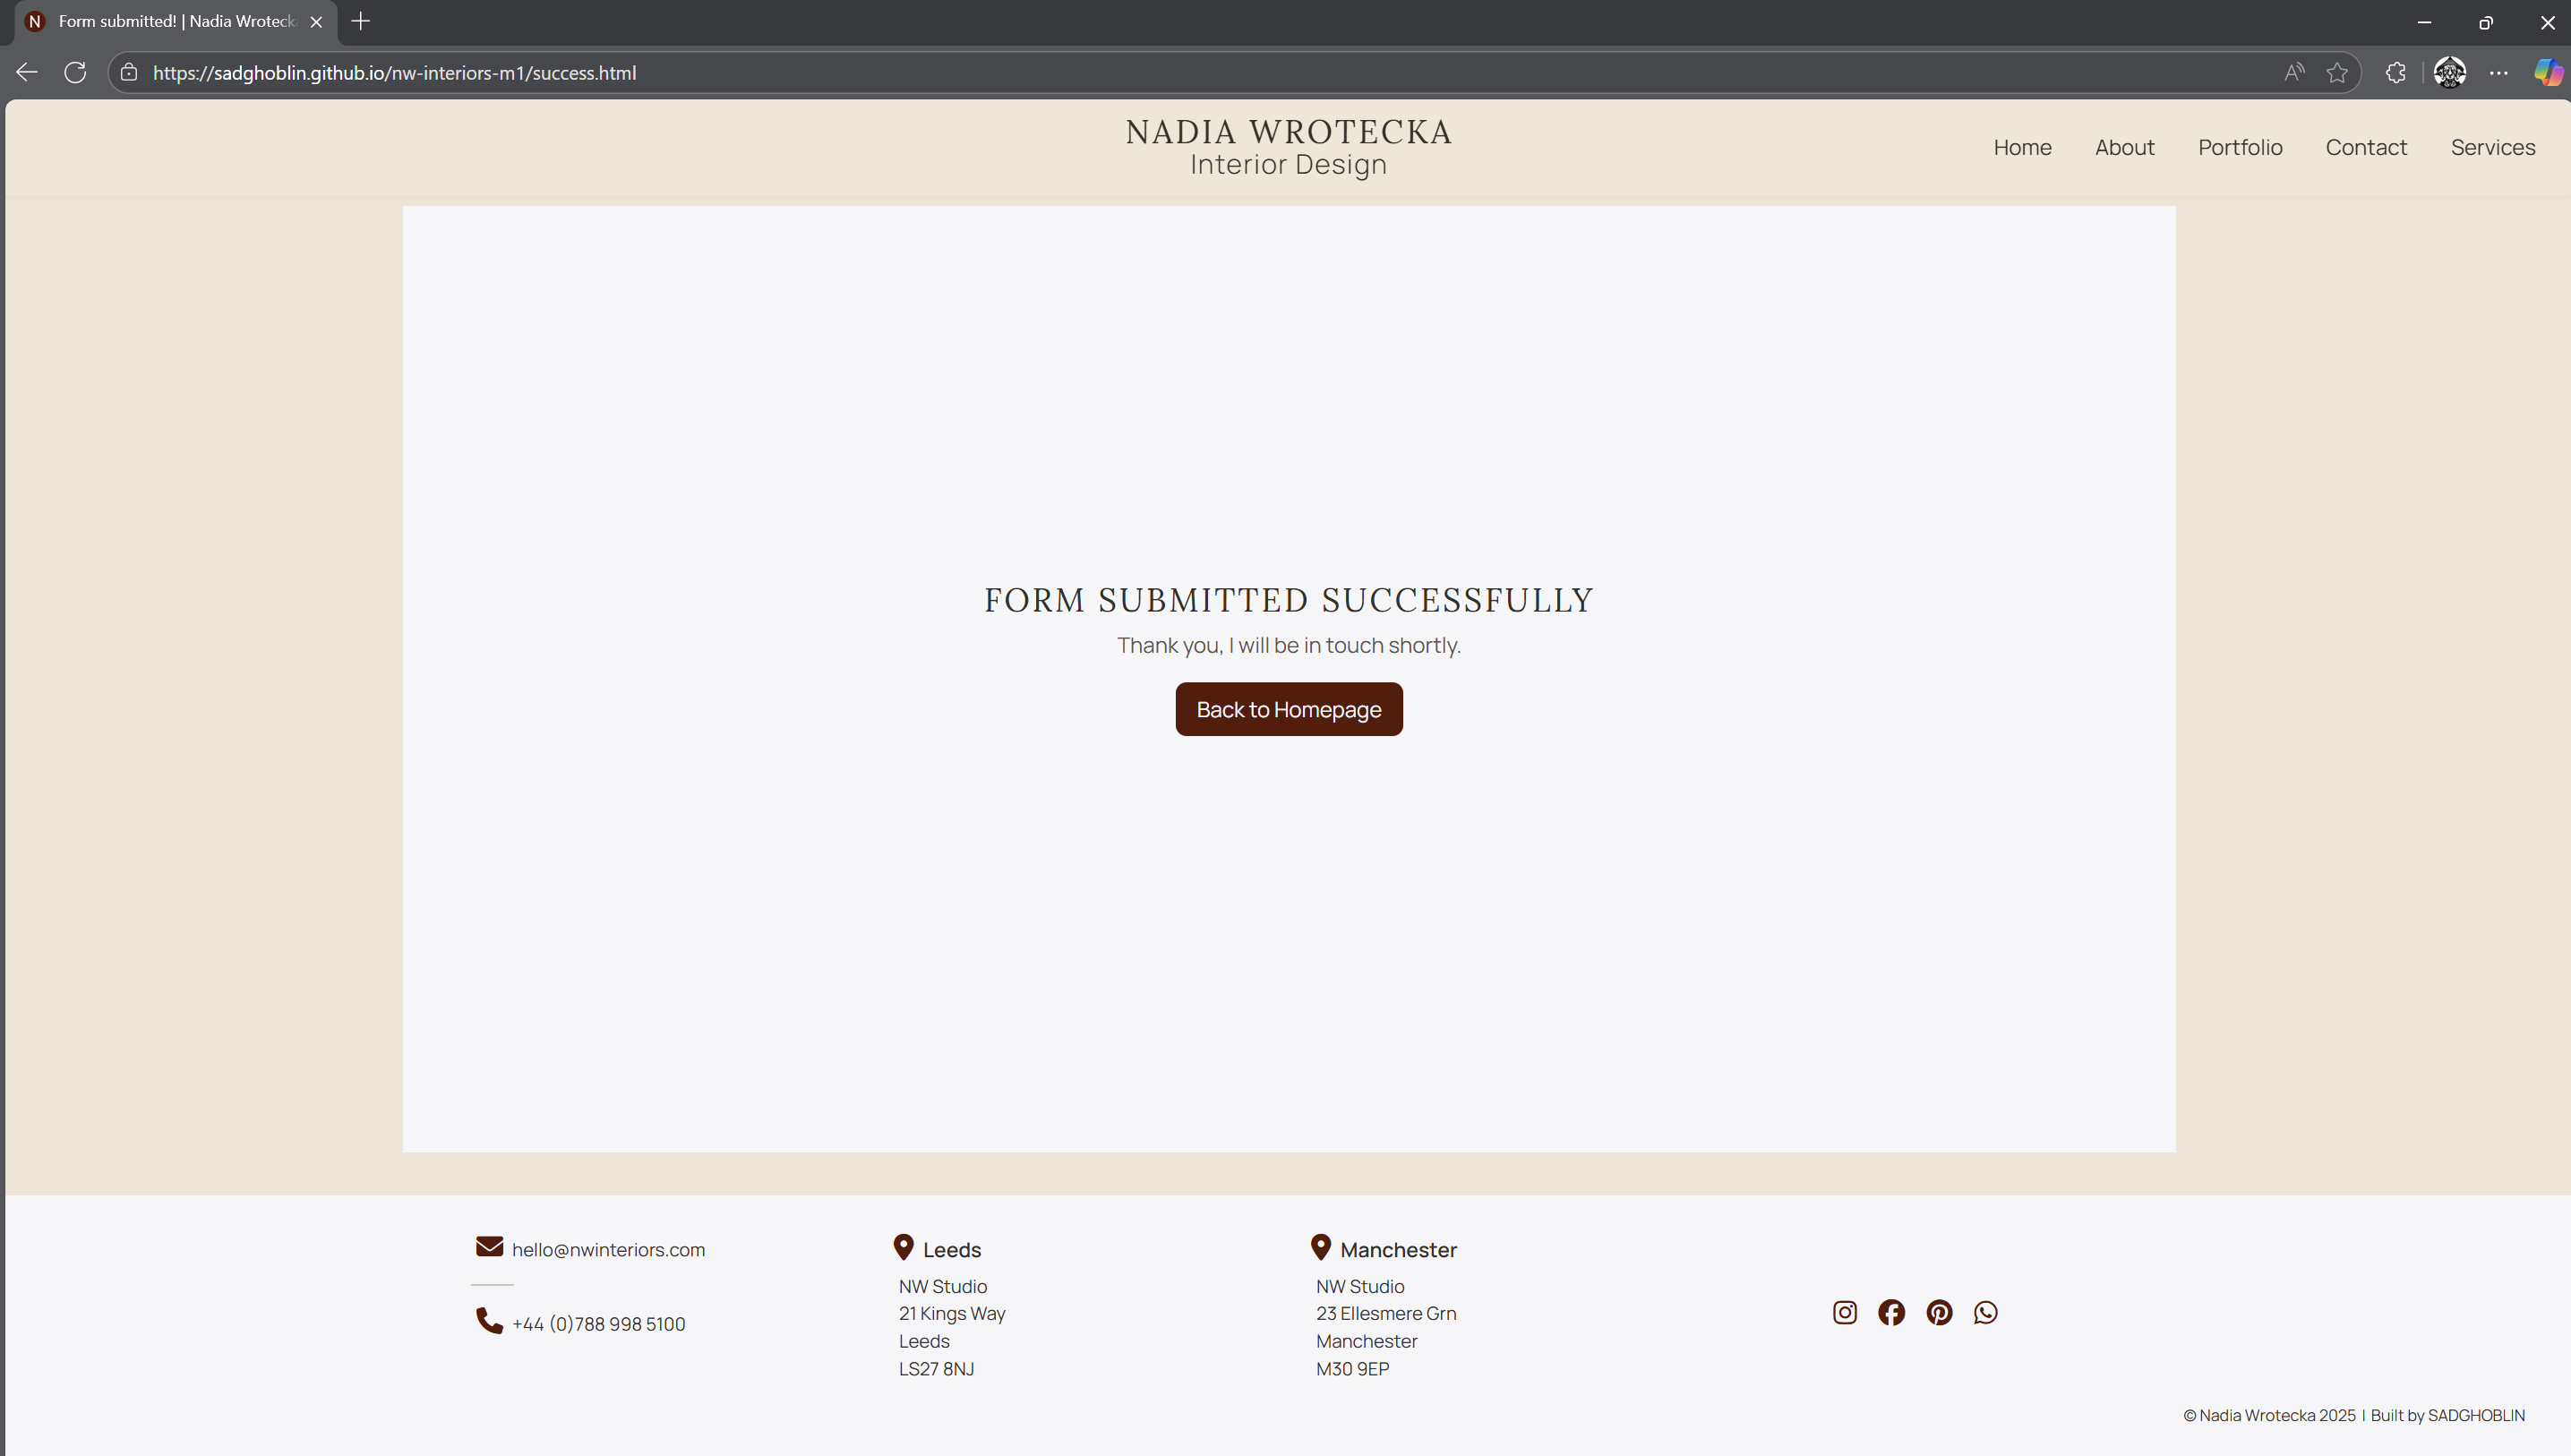 N Form submitted! | Nadia Wroteck
https://sadghoblin.github.io/nw-interiors-m1/success.html
NADIA WROTECKA
Interior Design
Home About Portfolio Contact Services
FORM SUBMITTED SUCCESSFULLY
Thank you, I will be in touch shortly.
Back to Homepage
hello@nwinteriors.com
+44 (0)788 998 5100
Leeds
NW Studio
21 Kings Way
Leeds
LS27 8NJ
Manchester
NW Studio
23 Ellesmere Grn
Manchester
M30 9EP
© Nadia Wrotecka 2025 | Built by SADGHOBLIN